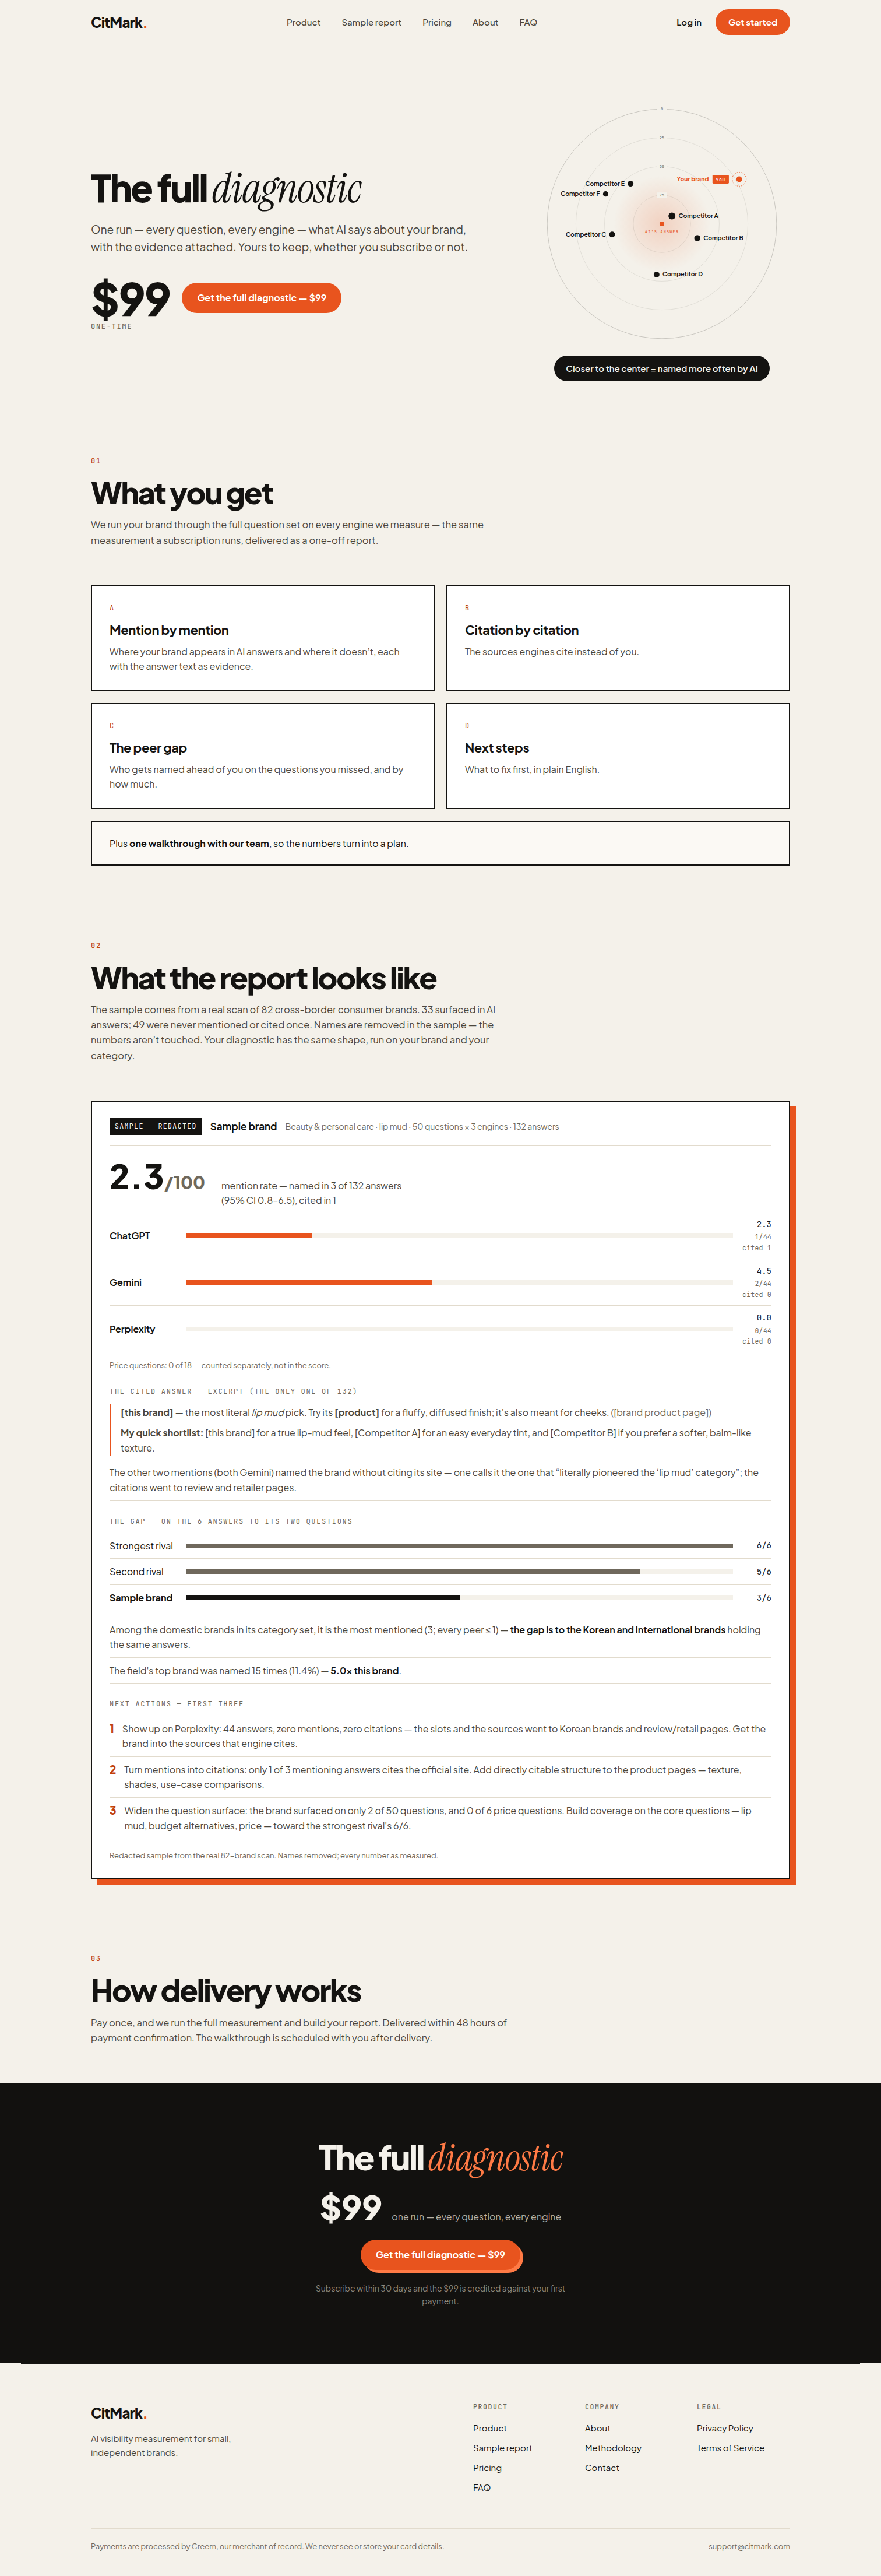 CitMark.
Product
Sample report
Pricing
About
FAQ
Log in
Get started
The full diagnostic
One run — every question, every engine — what AI says about your brand,
with the evidence attached. Yours to keep, whether you subscribe or not.
$99
ONE-TIME
Get the full diagnostic — $99
25
50
75
Your brand YOU
Competitor E
Competitor F
Competitor A
AI'S ANSWER
Competitor C
Competitor B
Competitor D
Closer to the center = named more often by AI
01
What you get
We run your brand through the full question set on every engine we measure — the same
measurement a subscription runs, delivered as a one-off report.
A
Mention by mention
Where your brand appears in AI answers and where it doesn't, each
with the answer text as evidence.
B
Citation by citation
The sources engines cite instead of you.
C
The peer gap
Who gets named ahead of you on the questions you missed, and by
how much.
D
Next steps
What to fix first, in plain English.
Plus one walkthrough with our team, so the numbers turn into a plan.
02
What the report looks like
The sample comes from a real scan of 82 cross-border consumer brands. 33 surfaced in AI
answers; 49 were never mentioned or cited once. Names are removed in the sample — the
numbers aren't touched. Your diagnostic has the same shape, run on your brand and your
category.
SAMPLE — REDACTED
Sample brand
Beauty & personal care · lip mud · 50 questions × 3 engines · 132 answers
2.3/100
mention rate — named in 3 of 132 answers
(95% CI 0.8–6.5), cited in 1
ChatGPT
2.3
1/44
cited 1
Gemini
4.5
2/44
cited 0
Perplexity
0.0
0/44
cited 0
Price questions: 0 of 18 — counted separately, not in the score.
THE CITED ANSWER — EXCERPT (THE ONLY ONE OF 132)
[this brand] — the most literal lip mud pick. Try its [product] for a fluffy, diffused finish; it's also meant for cheeks. ([brand product page])
My quick shortlist: [this brand] for a true lip-mud feel, [Competitor A] for an easy everyday tint, and [Competitor B] if you prefer a softer, balm-like
texture.
The other two mentions (both Gemini) named the brand without citing its site — one calls it the one that "literally pioneered the 'lip mud' category"; the
citations went to review and retailer pages.
THE GAP — ON THE 6 ANSWERS TO ITS TWO QUESTIONS
Strongest rival
6/6
Second rival
5/6
Sample brand
3/6
Among the domestic brands in its category set, it is the most mentioned (3; every peer ≤ 1) — the gap is to the Korean and international brands holding
the same answers.
The field's top brand was named 15 times (11.4%) — 5.0× this brand.
NEXT ACTIONS — FIRST THREE
1 Show up on Perplexity: 44 answers, zero mentions, zero citations — the slots and the sources went to Korean brands and review/retail pages. Get the
brand into the sources that engine cites.
2 Turn mentions into citations: only 1 of 3 mentioning answers cites the official site. Add directly citable structure to the product pages — texture,
shades, use-case comparisons.
3 Widen the question surface: the brand surfaced on only 2 of 50 questions, and 0 of 6 price questions. Build coverage on the core questions — lip
mud, budget alternatives, price — toward the strongest rival's 6/6.
Redacted sample from the real 82-brand scan. Names removed; every number as measured.
03
How delivery works
Pay once, and we run the full measurement and build your report. Delivered within 48 hours of
payment confirmation. The walkthrough is scheduled with you after delivery.
The full diagnostic
$99 one run — every question, every engine
Get the full diagnostic — $99
Subscribe within 30 days and the $99 is credited against your first
payment.
CitMark.
AI visibility measurement for small,
independent brands.
PRODUCT
Product
Sample report
Pricing
FAQ
COMPANY
About
Methodology
Contact
LEGAL
Privacy Policy
Terms of Service
Payments are processed by Creem, our merchant of record. We never see or store your card details.
support@citmark.com